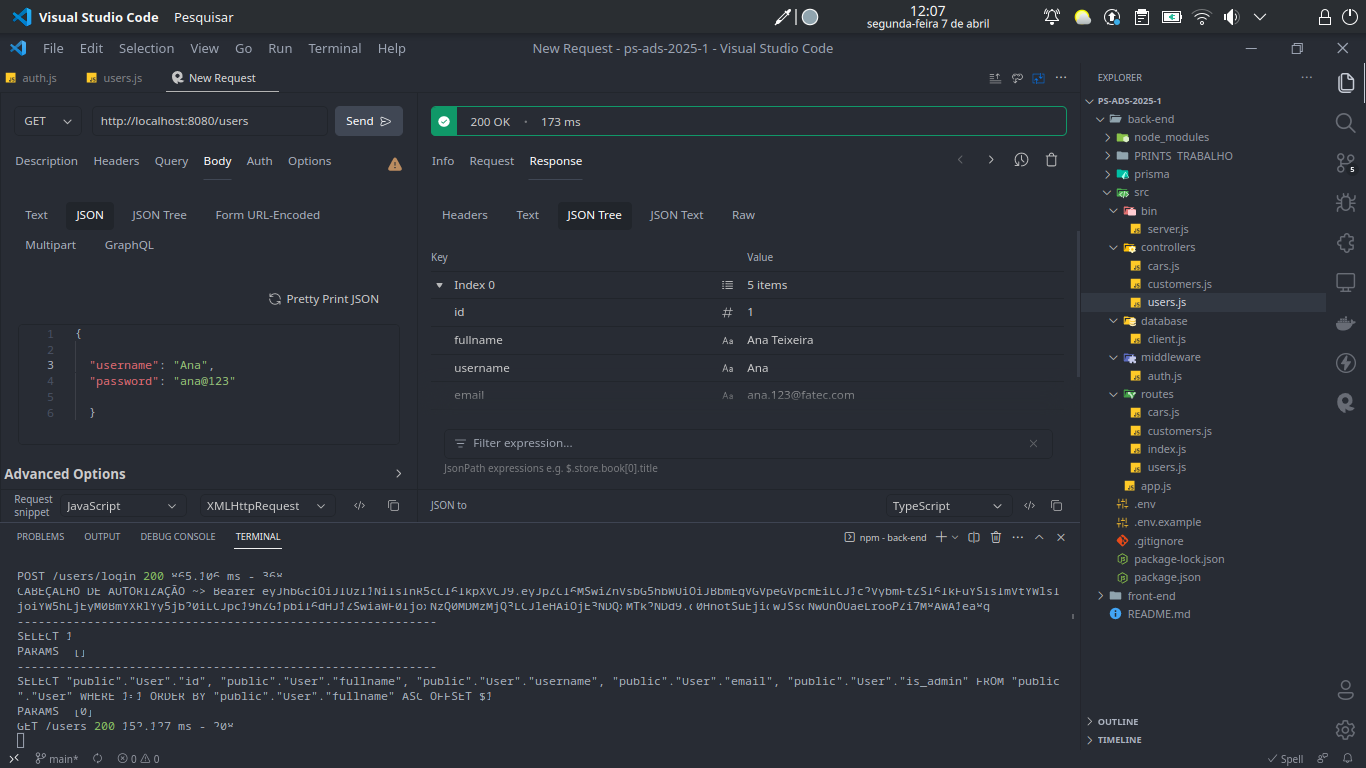 Visual Studio Code Pesquisar
12:07
segunda-feira 7 de abril
File Edit Selection View Go Run Terminal Help
New Request - ps-ads-2025-1 - Visual Studio Code
auth.js users.js New Request
GET http://localhost:8080/users Send
Description Headers Query Body Auth Options
Text JSON JSON Tree Form URL-Encoded
Multipart GraphQL
Pretty Print JSON
1 {
2
3 "username": "Ana",
4 "password": "ana@123"
5
6 }
Advanced Options
Request snippet JavaScript XMLHttpRequest
200 OK · 173 ms
Info Request Response
Headers Text JSON Tree JSON Text Raw
Key Value
Index 0 5 items
id # 1
fullname Aa Ana Teixeira
username Aa Ana
email Aa ana.123@fatec.com
Filter expression...
JsonPath expressions e.g. $.store.book[0].title
JSON to TypeScript
PROBLEMS OUTPUT DEBUG CONSOLE TERMINAL
npm - back-end
POST /users/login 200 ms -
CABEÇALHO DE AUTORIZAÇÃO ~> Bearer
------------------------------------------------------------
SELECT 1
PARAMS []
------------------------------------------------------------
SELECT "public"."User"."id", "public"."User"."fullname", "public"."User"."username", "public"."User"."email", "public"."User"."is_admin" FROM "public
"."User" WHERE 1=1 ORDER BY "public"."User"."fullname" ASC OFFSET $1
PARAMS [0]
GET /users 200 ms -
main* 0 0
Spell
EXPLORER
PS-ADS-2025-1
back-end
node_modules
PRINTS TRABALHO
prisma
src
bin
server.js
controllers
cars.js
customers.js
users.js
database
client.js
middleware
auth.js
routes
cars.js
customers.js
index.js
users.js
app.js
.env
.env.example
.gitignore
package-lock.json
package.json
front-end
README.md
OUTLINE
TIMELINE
5